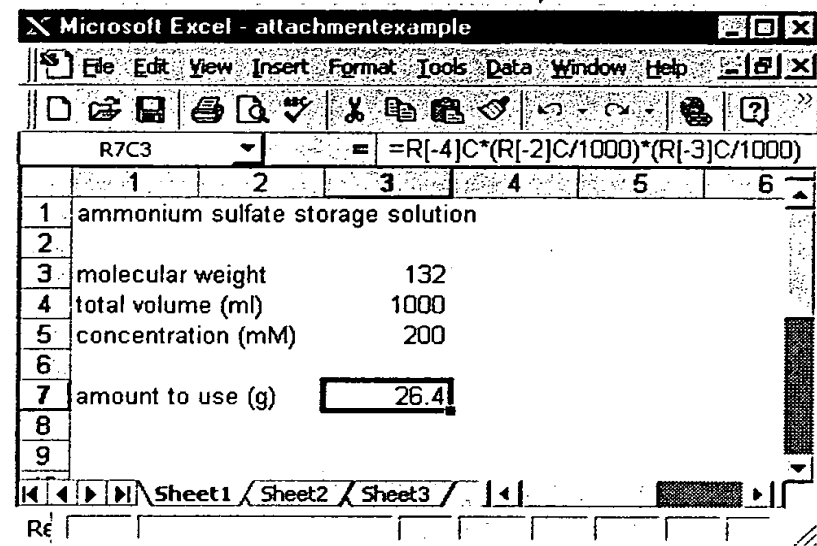 Microsoft Excel - attachmentexample
File Edit View Insert Format Tools Data Window Help
R7C3 = =R[-4]C*(R[-2]C/1000)*(R[-3]C/1000)
1 2 3 4 5 6
1 ammonium sulfate storage solution
2
3 molecular weight 132
4 total volume (ml) 1000
5 concentration (mM) 200
6
7 amount to use (g) 26.4
8
9
Sheet1 Sheet2 Sheet3